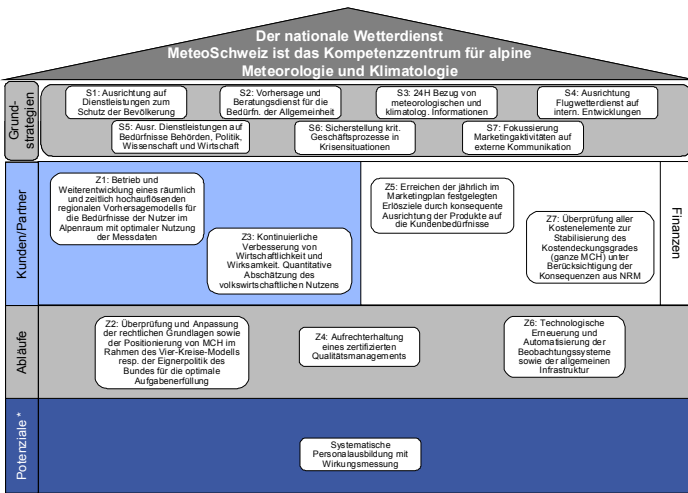 Der nationale Wetterdienst
MeteoSchweiz ist das Kompetenzzentrum für alpine
Meteorologie und Klimatologie
Grund-
strategien
S1: Ausrichtung auf
Dienstleistungen zum
Schutz der Bevölkerung
S2: Vorhersage und
Beratungsdienst für die
Bedürfn. der Allgemeinheit
S3: 24H Bezug von
meteorologischen und
klimatolog. Informationen
S4: Ausrichtung
Flugwetterdienst auf
intern. Entwicklungen
S5: Ausr. Dienstleistungen auf
Bedürfnisse Behörden, Politik,
Wissenschaft und Wirtschaft
S6: Sicherstellung krit.
Geschäftsprozesse in
Krisensituationen
S7: Fokussierung
Marketingaktivitäten auf
externe Kommunikation
Kunden/Partner
Z1: Betrieb und
Weiterentwicklung eines räumlich
und zeitlich hochauflösenden
regionalen Vorhersagemodells für
die Bedürfnisse der Nutzer im
Alpenraum mit optimaler Nutzung
der Messdaten
Z3: Kontinuierliche
Verbesserung von
Wirtschaftlichkeit und
Wirksamkeit. Quantitative
Abschätzung des
volkswirtschaftlichen Nutzens
Z5: Erreichen der jährlich im
Marketingplan festgelegten
Erlösziele durch konsequente
Ausrichtung der Produkte auf
die Kundenbedürfnisse
Z7: Überprüfung aller
Kostenelemente zur
Stabilisierung des
Kostendeckungsgrades
(ganze MCH) unter
Berücksichtigung der
Konsequenzen aus NRM
Finanzen
Abläufe
Z2: Überprüfung und Anpassung
der rechtlichen Grundlagen sowie
der Positionierung von MCH im
Rahmen des Vier-Kreise-Modells
resp. der Eignerpolitik des
Bundes für die optimale
Aufgabenerfüllung
Z4: Aufrechterhaltung
eines zertifizierten
Qualitätsmanagements
Z6: Technologische
Erneuerung und
Automatisierung der
Beobachtungssysteme
sowie der allgemeinen
Infrastruktur
Potenziale *
Systematische
Personalausbildung mit
Wirkungsmessung